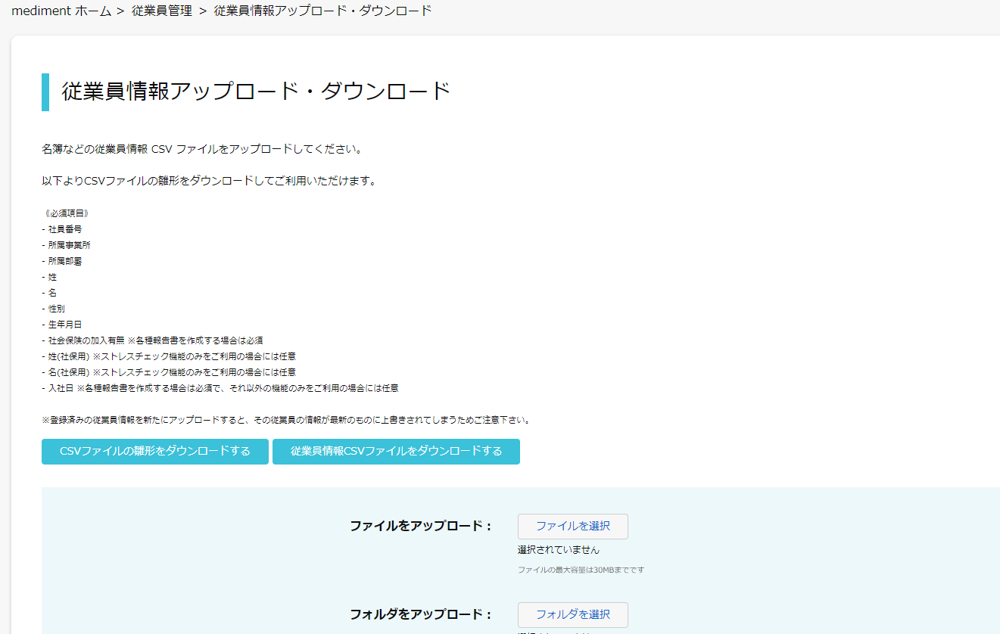 mediment ホーム > 従業員管理 > 従業員情報アップロード・ダウンロード
従業員情報アップロード・ダウンロード
名簿などの従業員情報 CSV ファイルをアップロードしてください。
以下よりCSVファイルの雛形をダウンロードしてご利用いただけます。
《必須項目》
- 社員番号
- 所属事業所
- 所属部署
- 姓
- 名
- 性別
- 生年月日
- 社会保険の加入有無 ※各種報告書を作成する場合は必須
- 姓(社保用) ※ストレスチェック機能のみをご利用の場合には任意
- 名(社保用) ※ストレスチェック機能のみをご利用の場合には任意
- 入社日 ※各種報告書を作成する場合は必須で、それ以外の機能のみをご利用の場合には任意
※登録済みの従業員情報を新たにアップロードすると、その従業員の情報が最新のものに上書きされてしまうためご注意下さい。
CSVファイルの雛形をダウンロードする 従業員情報CSVファイルをダウンロードする
ファイルをアップロード： ファイルを選択
選択されていません
ファイルの最大容量は30MBまでです
フォルダをアップロード： フォルダを選択